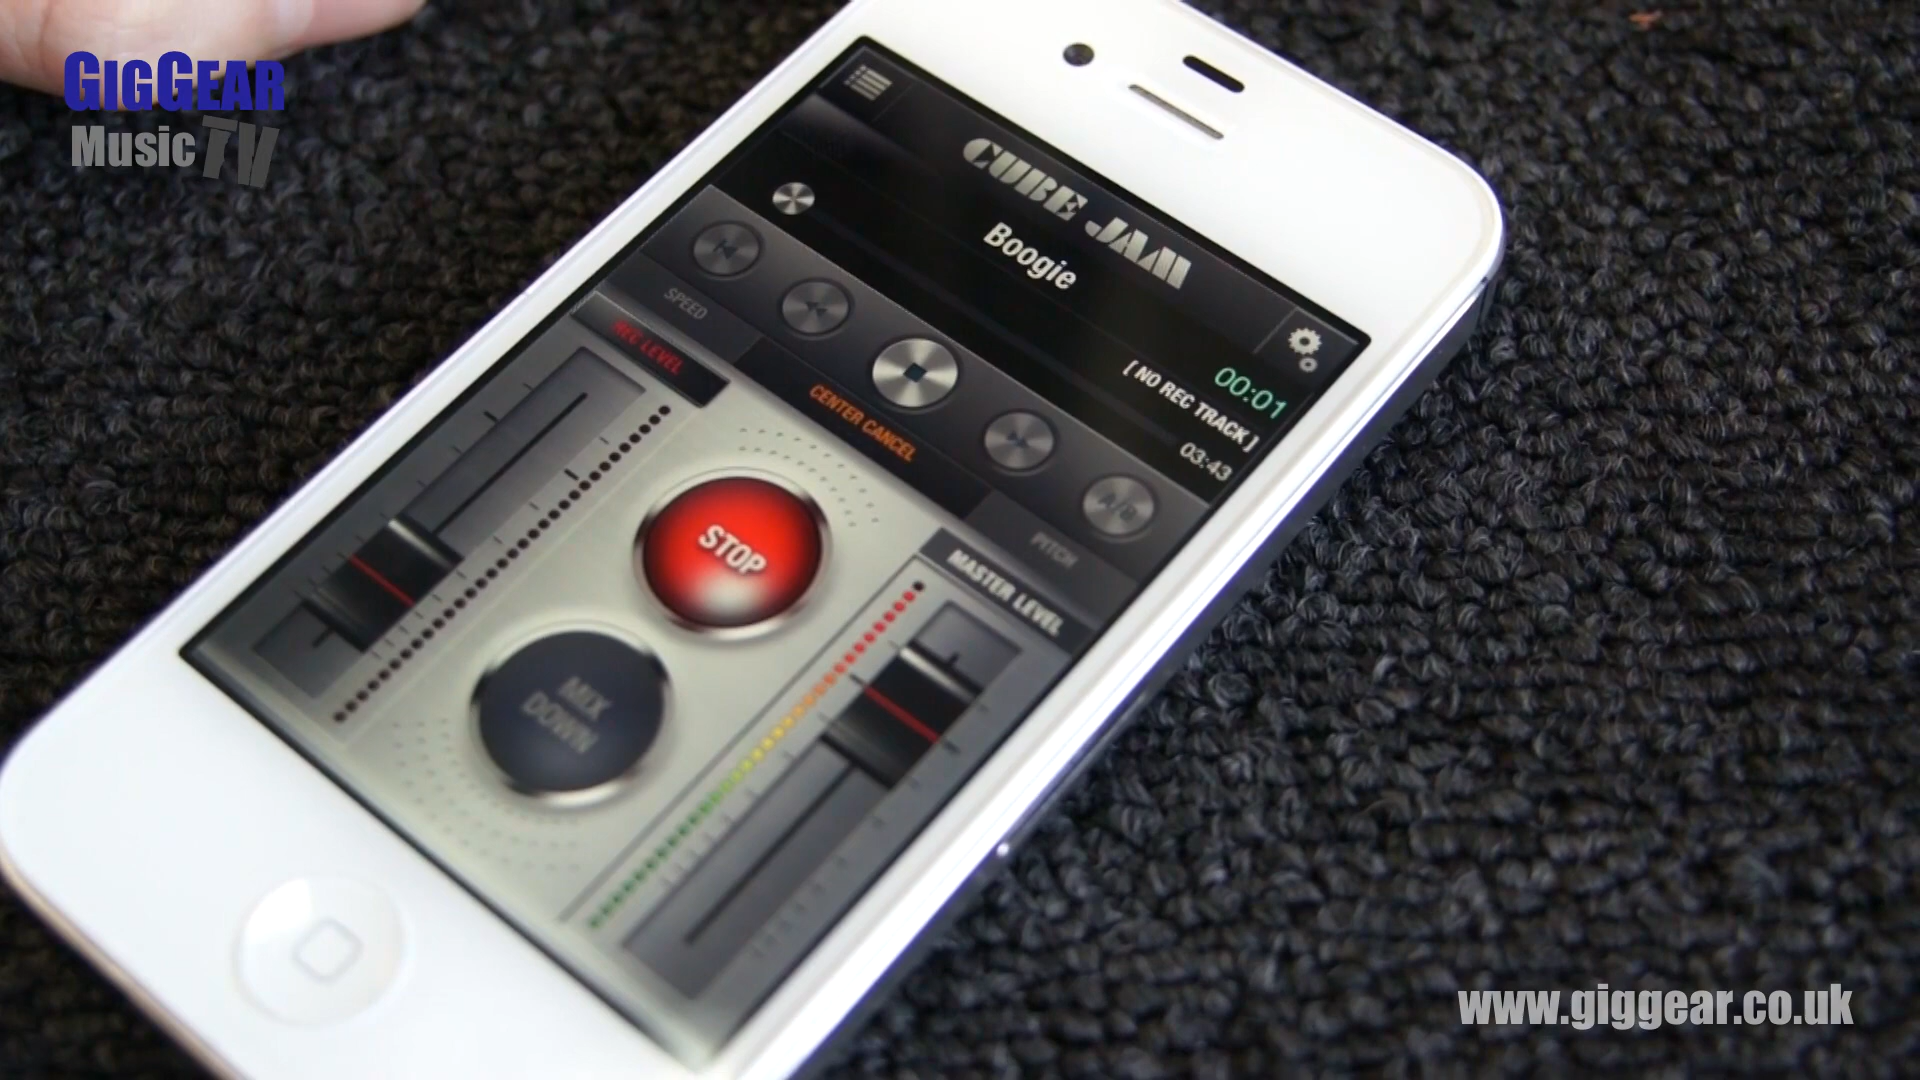 GIGGEAR
Music TV
CUBE JAM
Boogie
00:01
[ NO REC TRACK ]
03:43
SPEED
CENTER CANCEL
A/B
PITCH
REC LEVEL
STOP
MASTER LEVEL
MIX
DOWN
www.giggear.co.uk